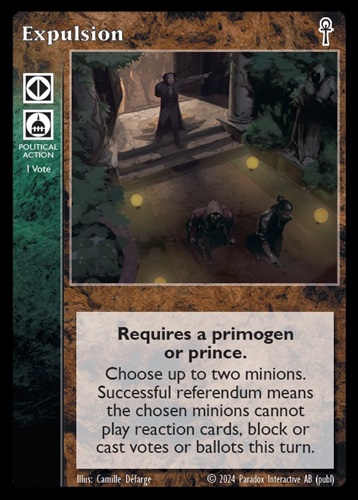 Expulsion
POLITICAL
ACTION
1 Vote
Requires a primogen
or prince.
Choose up to two minions.
Successful referendum means
the chosen minions cannot
play reaction cards, block or
cast votes or ballots this turn.
Illus: Camille Défarge © 2024 Paradox Interactive AB (publ)